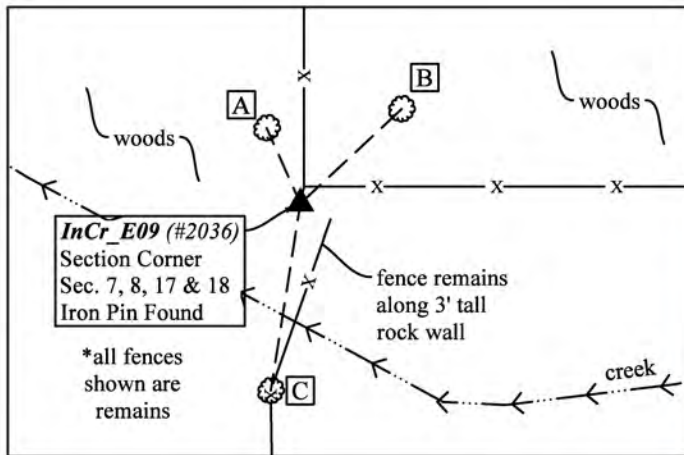 A
B
woods
woods
InCr_E09 (#2036)
Section Corner
Sec. 7, 8, 17 & 18
Iron Pin Found
fence remains
along 3' tall
rock wall
*all fences
shown are
remains
C
creek
X
X
X
X
X